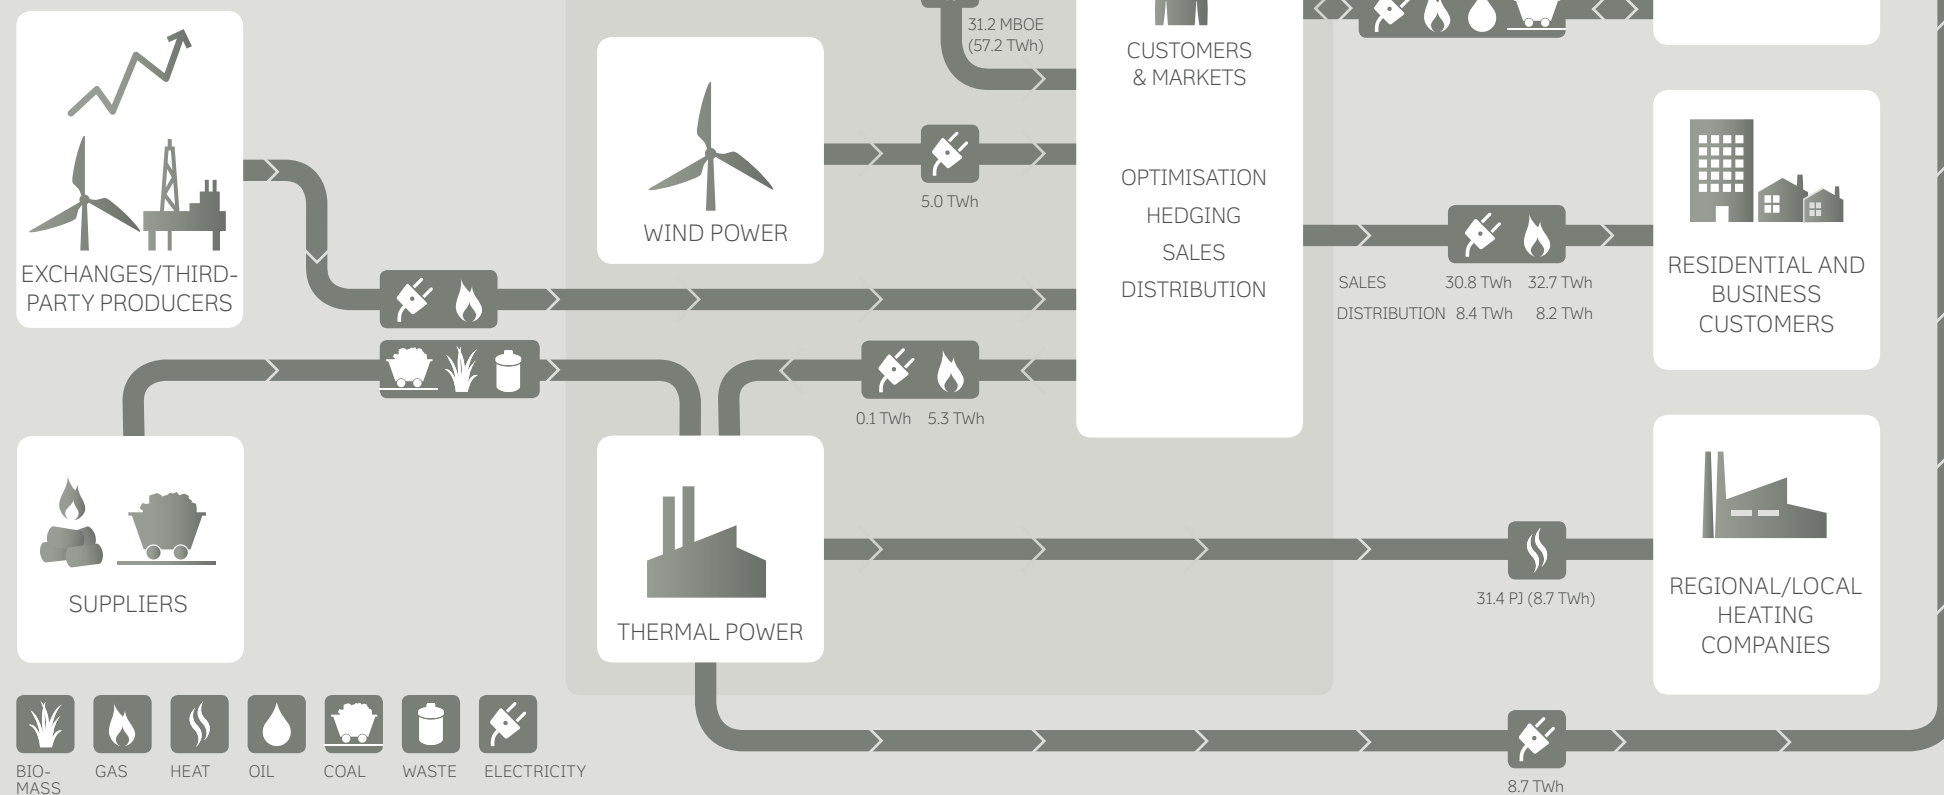 31.2 MBOE
(57.2 TWh)
CUSTOMERS
& MARKETS
OPTIMISATION
HEDGING
SALES
DISTRIBUTION
WIND POWER
5.0 TWh
EXCHANGES/THIRD-
PARTY PRODUCERS
SALES 30.8 TWh 32.7 TWh
DISTRIBUTION 8.4 TWh 8.2 TWh
RESIDENTIAL AND
BUSINESS
CUSTOMERS
0.1 TWh 5.3 TWh
SUPPLIERS
THERMAL POWER
31.4 PJ (8.7 TWh)
REGIONAL/LOCAL
HEATING
COMPANIES
BIO-
MASS
GAS
HEAT
OIL
COAL
WASTE
ELECTRICITY
8.7 TWh